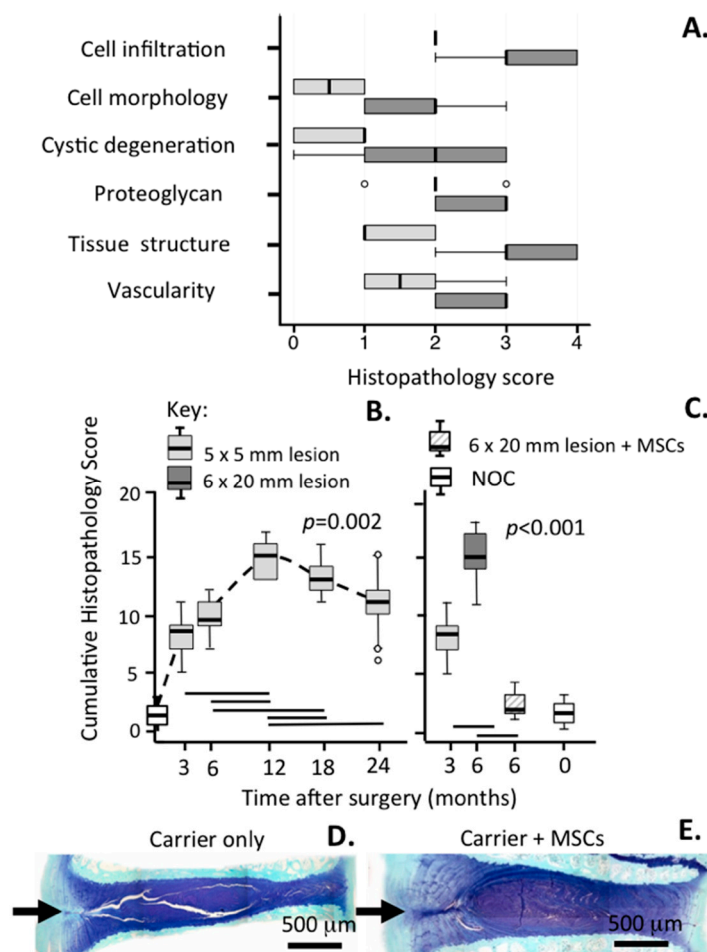 A.
Cell infiltration
Cell morphology
Cystic degeneration
Proteoglycan
Tissue structure
Vascularity
0 1 2 3 4
Histopathology score
Key:
B.
C.
5 x 5 mm lesion
6 x 20 mm lesion
6 x 20 mm lesion + MSCs
NOC
Cumulative Histopathology Score
20
15
10
5
0
p=0.002
p<0.001
3 6 12 18 24
3 6 6 0
Time after surgery (months)
Carrier only
D.
Carrier + MSCs
E.
500 µm
500 µm